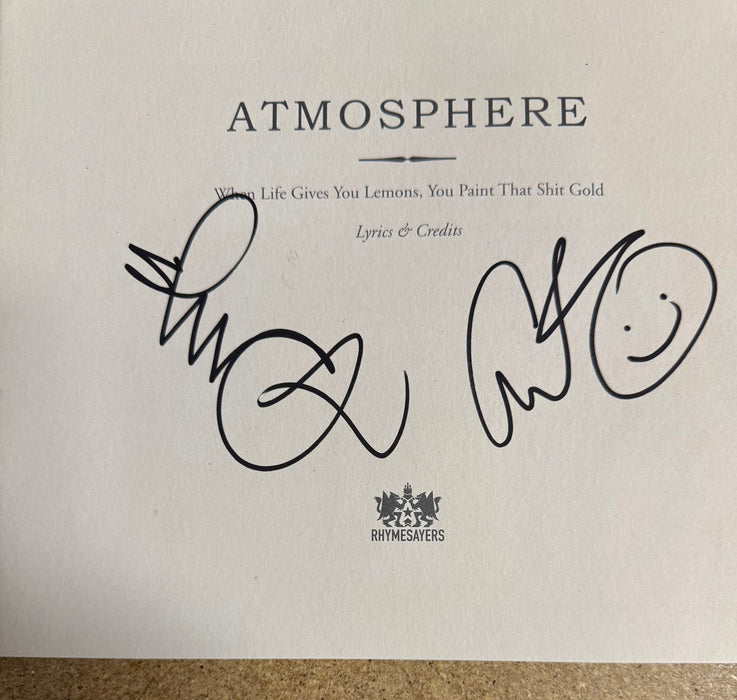 ATMOSPHERE
When Life Gives You Lemons, You Paint That Shit Gold
Lyrics & Credits
RHYMESAYERS